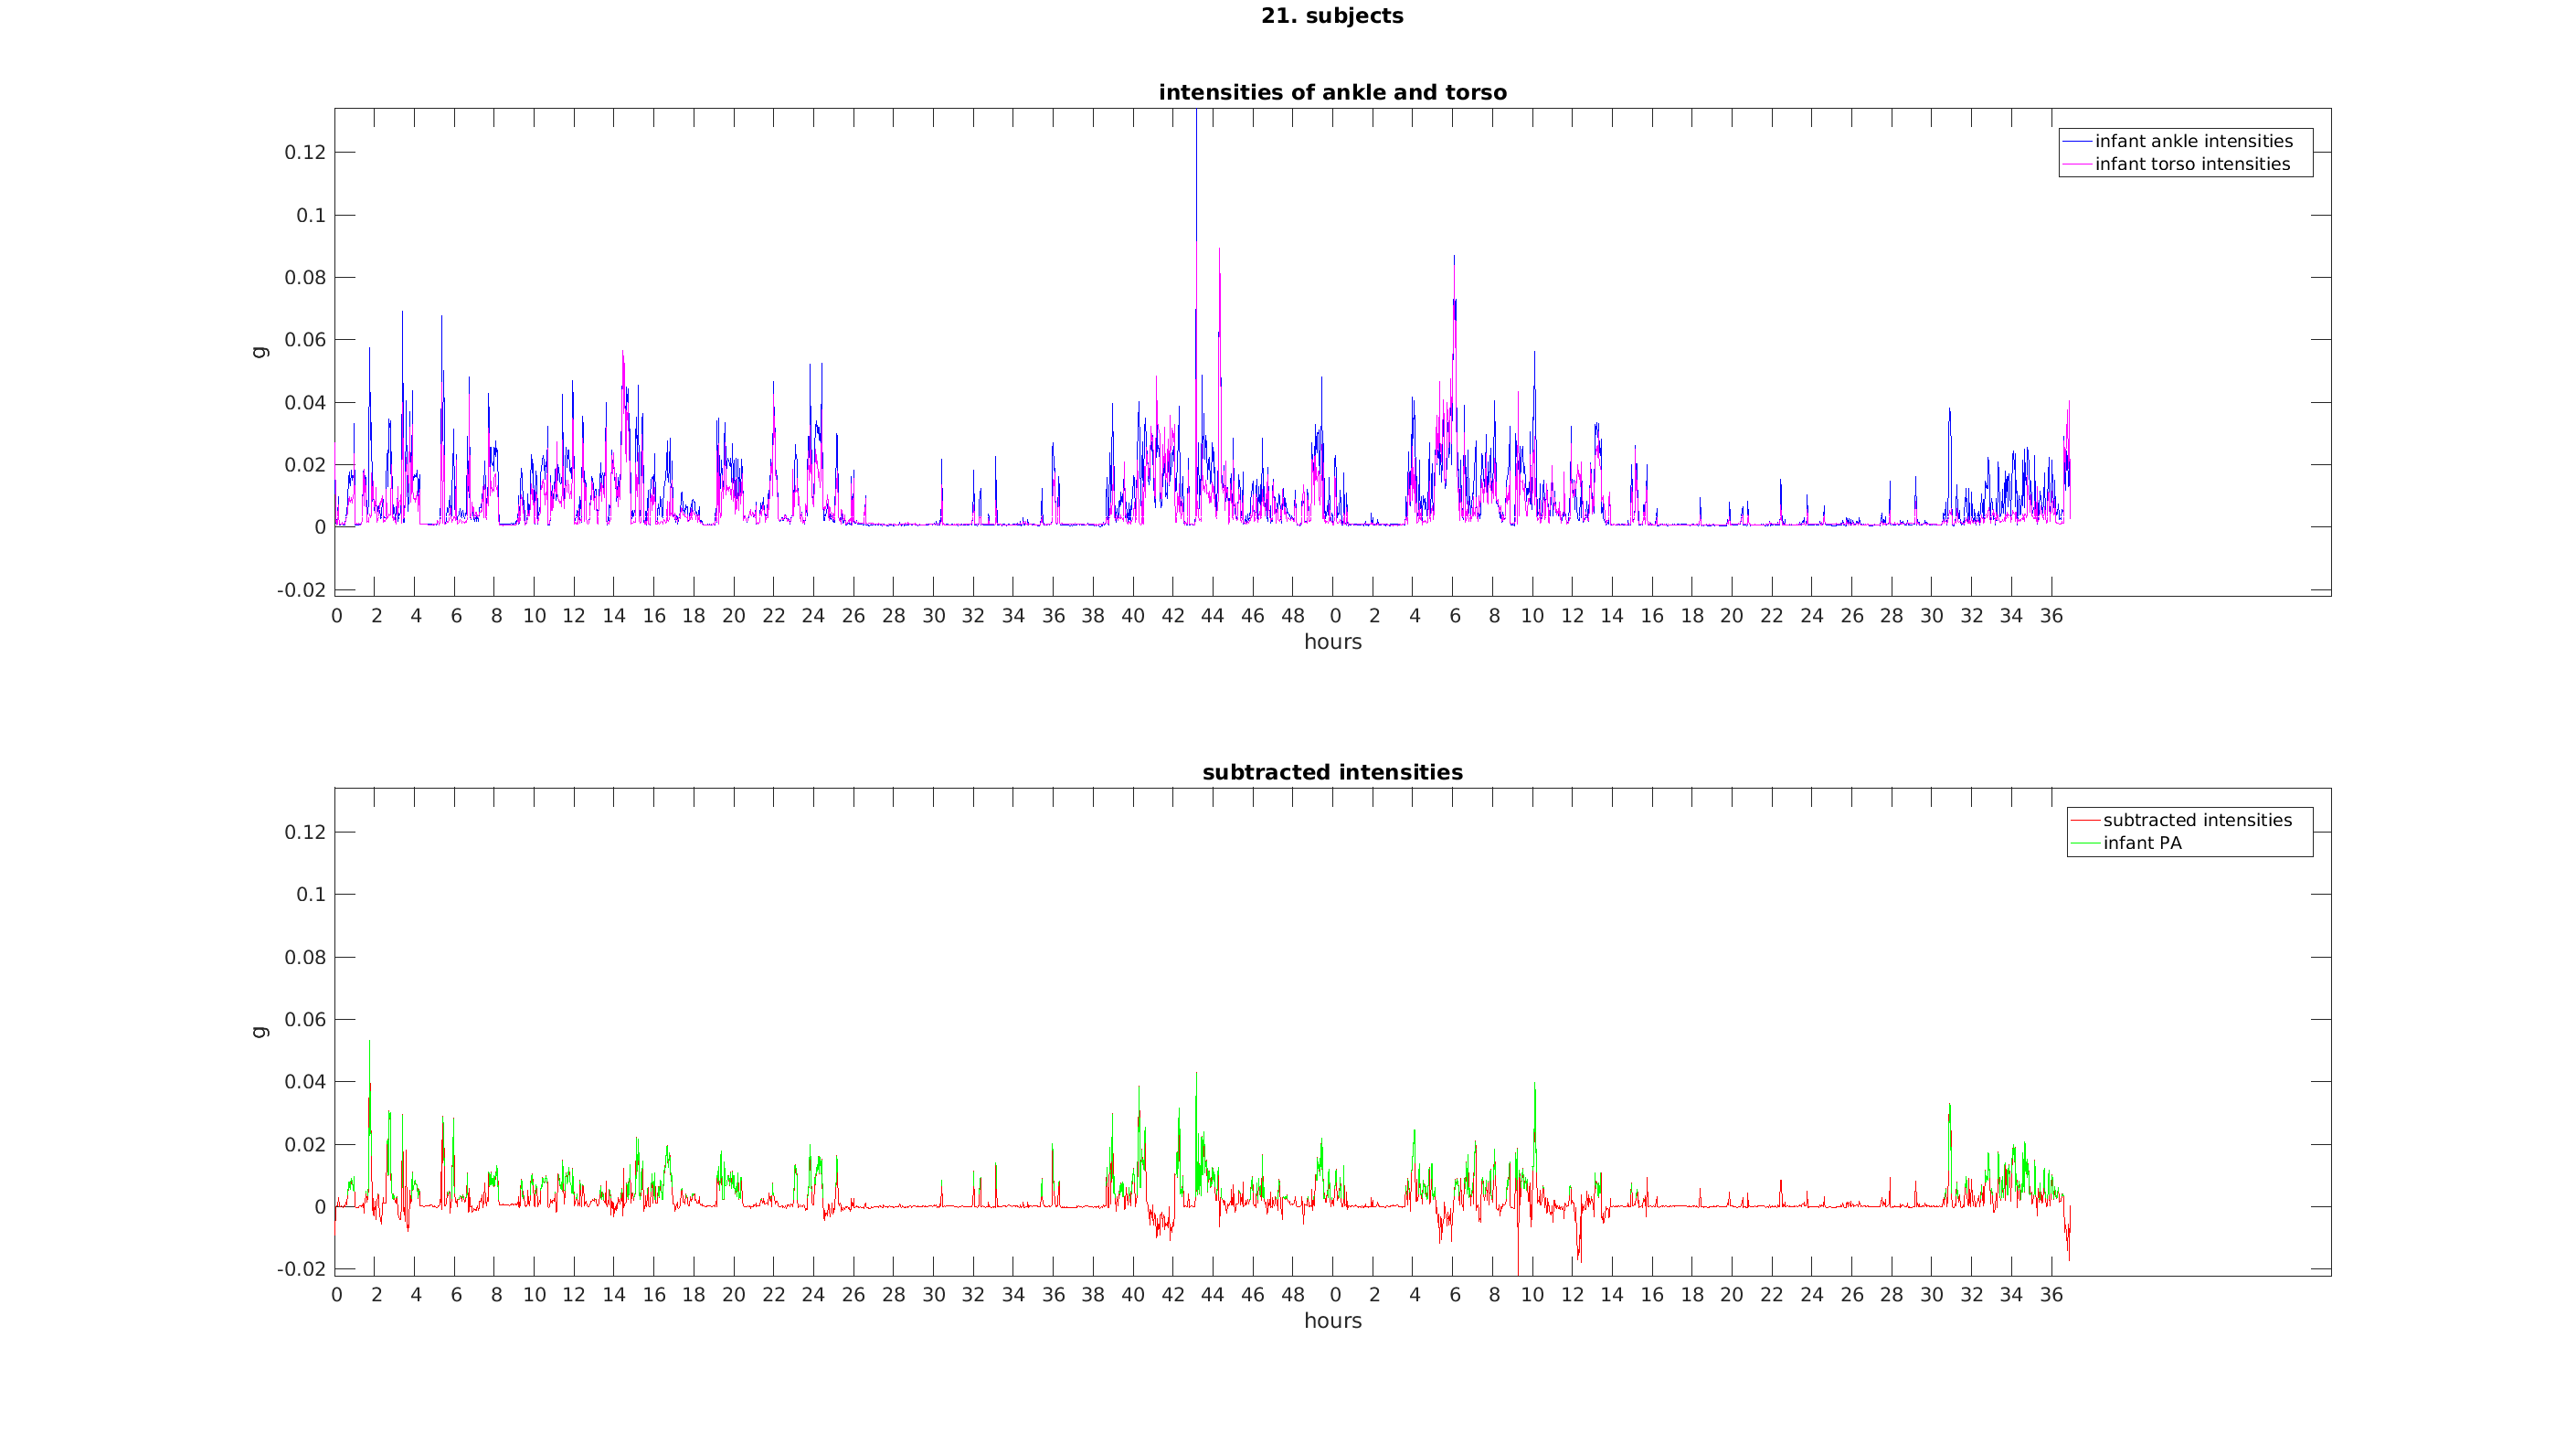 21. subjects
intensities of ankle and torso
infant ankle intensities
infant torso intensities
0.12
0.1
0.08
0.06
0.04
0.02
0
-0.02
g
0 2 4 6 8 10 12 14 16 18 20 22 24 26 28 30 32 34 36 38 40 42 44 46 48 0 2 4 6 8 10 12 14 16 18 20 22 24 26 28 30 32 34 36
hours
subtracted intensities
subtracted intensities
infant PA
0.12
0.1
0.08
0.06
0.04
0.02
0
-0.02
g
0 2 4 6 8 10 12 14 16 18 20 22 24 26 28 30 32 34 36 38 40 42 44 46 48 0 2 4 6 8 10 12 14 16 18 20 22 24 26 28 30 32 34 36
hours